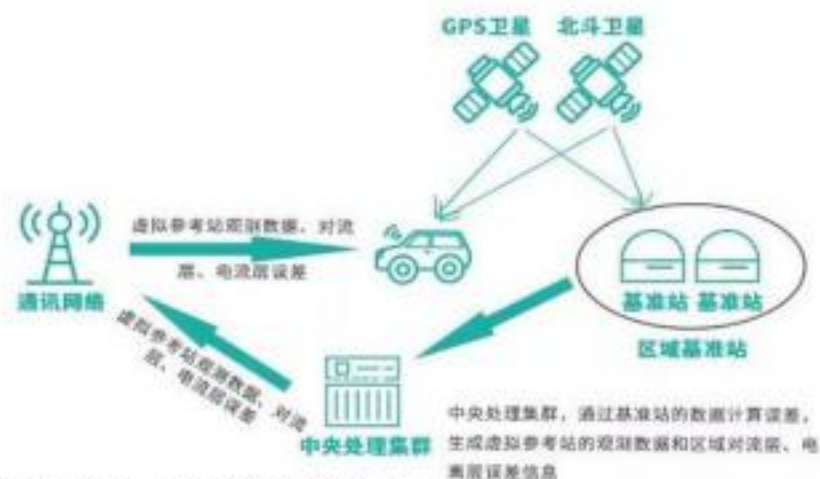 GPS卫星 北斗卫星
虚拟参考站观测数据、对流
层、电流层误差
通讯网络
基准站 基准站
区域基准站
虚拟参考站观测数据、对流
层、电流层误差
中央处理集群
中央处理集群，通过基准站的数据计算误差，
生成虚拟参考站的观测数据和区域对流层、电
离层误差信息